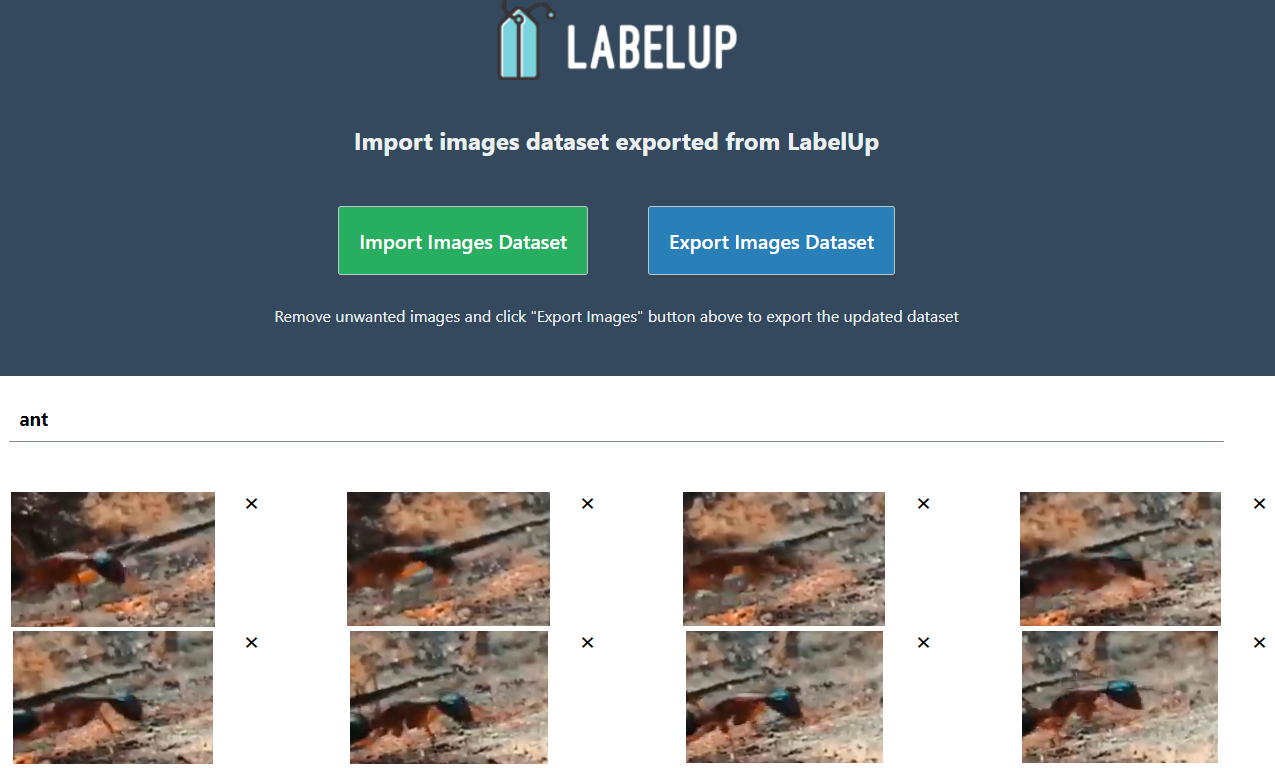 LABELUP
Import images dataset exported from LabelUp
Import Images Dataset
Export Images Dataset
Remove unwanted images and click "Export Images" button above to export the updated dataset
ant